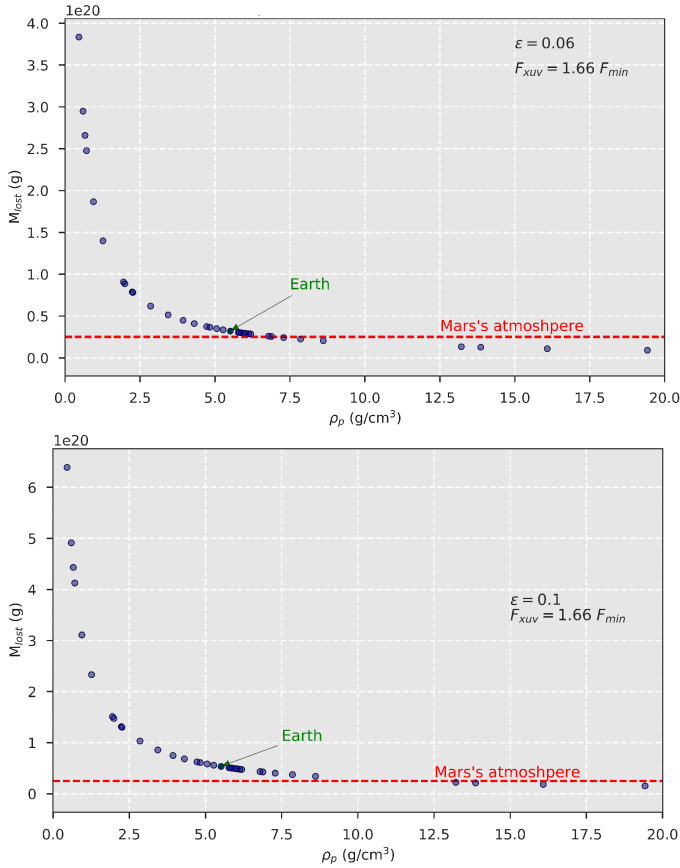 1e20
4.0
3.5
3.0
2.5
2.0
1.5
1.0
0.5
0.0
M_lost (g)
ε = 0.06
F_xuv = 1.66 F_min
Earth
Mars's atmoshpere
0.0 2.5 5.0 7.5 10.0 12.5 15.0 17.5 20.0
ρ_p (g/cm³)
1e20
6
5
4
3
2
1
0
M_lost (g)
ε = 0.1
F_xuv = 1.66 F_min
Earth
Mars's atmoshpere
0.0 2.5 5.0 7.5 10.0 12.5 15.0 17.5 20.0
ρ_p (g/cm³)